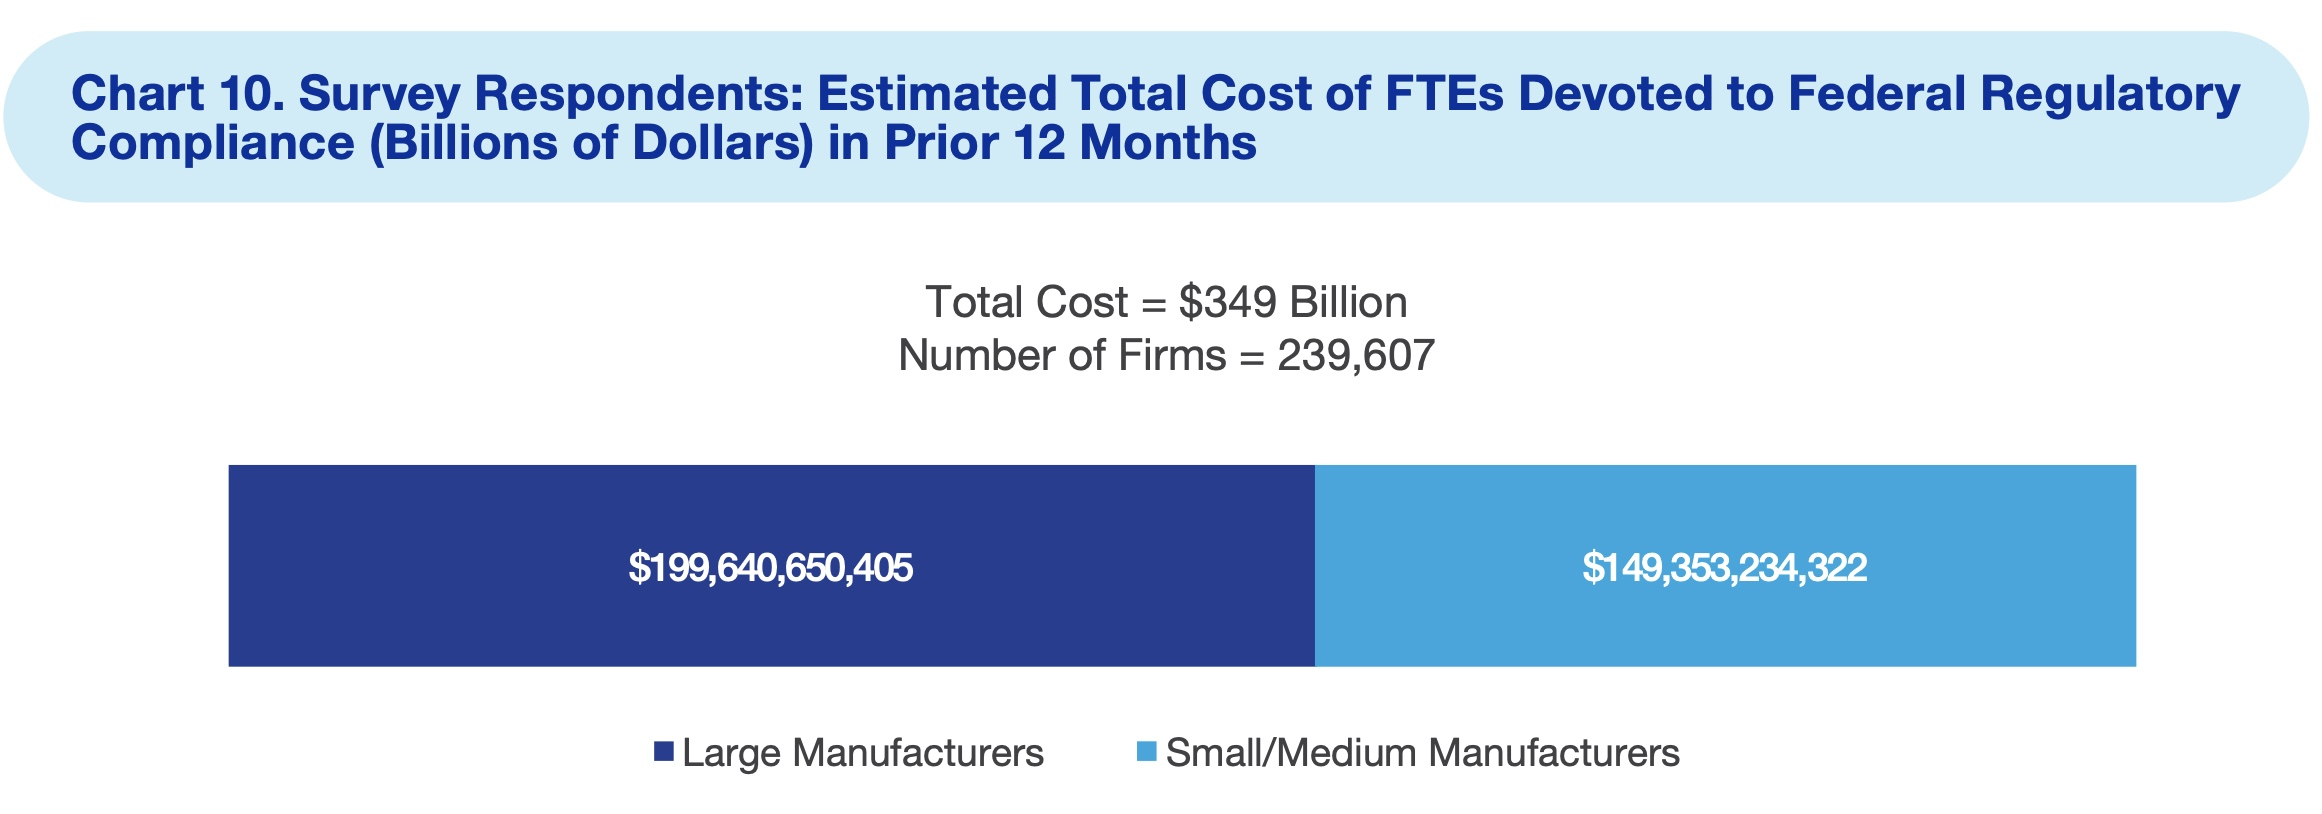 Chart 10. Survey Respondents: Estimated Total Cost of FTEs Devoted to Federal Regulatory
Compliance (Billions of Dollars) in Prior 12 Months
Total Cost = $349 Billion
Number of Firms = 239,607
$199,640,650,405
$149,353,234,322
Large Manufacturers
Small/Medium Manufacturers